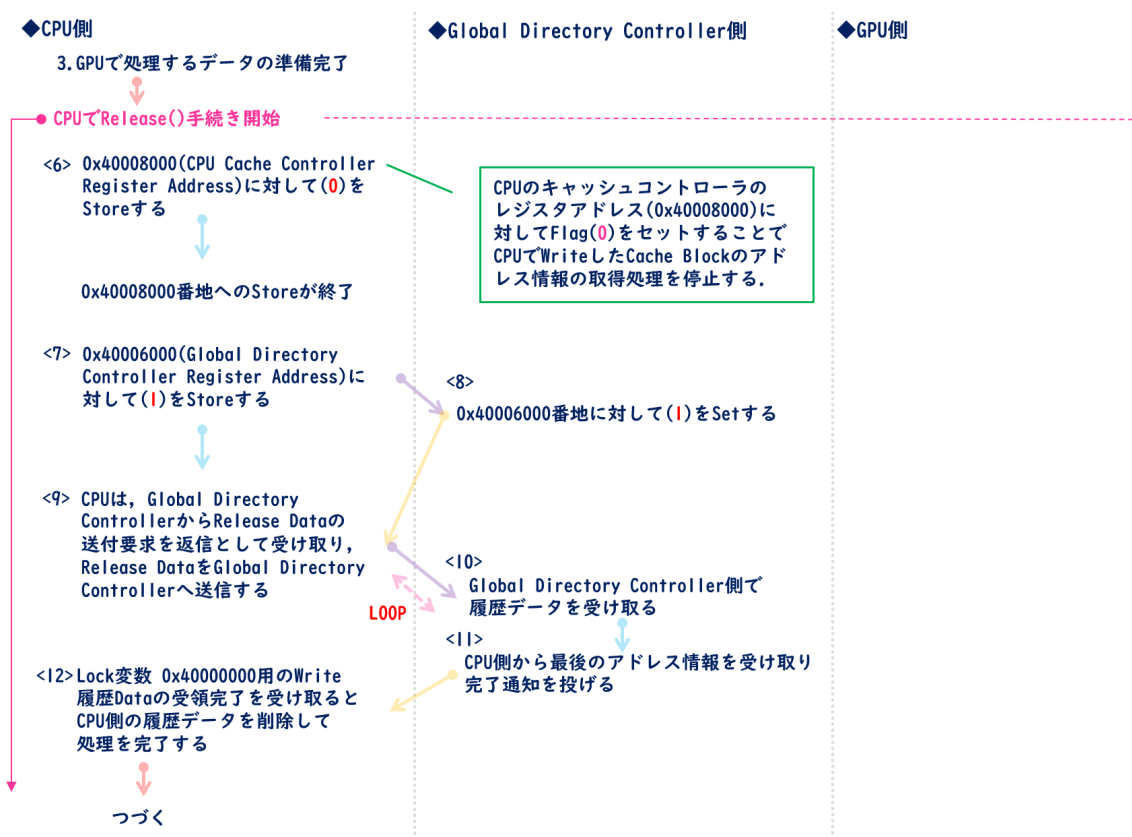 ◆CPU側
◆Global Directory Controller側
◆GPU側
3.GPUで処理するデータの準備完了
CPUでRelease()手続き開始
<6> 0x40008000(CPU Cache Controller
Register Address)に対して(0)を
Storeする
CPUのキャッシュコントローラの
レジスタアドレス(0x40008000)に
対してFlag(0)をセットすることで
CPUでWriteしたCache Blockのアド
レス情報の取得処理を停止する.
0x40008000番地へのStoreが終了
<7> 0x40006000(Global Directory
Controller Register Address)に
対して(1)をStoreする
<8>
0x40006000番地に対して(1)をSetする
<9> CPUは, Global Directory
ControllerからRelease Dataの
送付要求を返信として受け取り,
Release DataをGlobal Directory
Controllerへ送信する
<10>
Global Directory Controller側で
履歴データを受け取る
LOOP
<11>
CPU側から最後のアドレス情報を受け取り
完了通知を投げる
<12>Lock変数 0x40000000用のWrite
履歴Dataの受領完了を受け取ると
CPU側の履歴データを削除して
処理を完了する
つづく